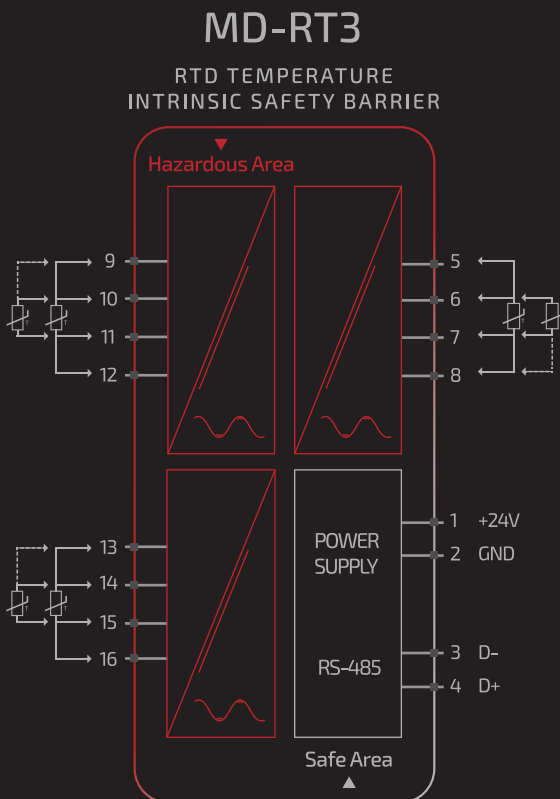 MD-RT3
RTD TEMPERATURE
INTRINSIC SAFETY BARRIER
Hazardous Area
9
10
11
12
5
6
7
8
T
T
T
13
14
15
16
T
T
POWER
SUPPLY
RS-485
1 +24V
2 GND
3 D-
4 D+
Safe Area